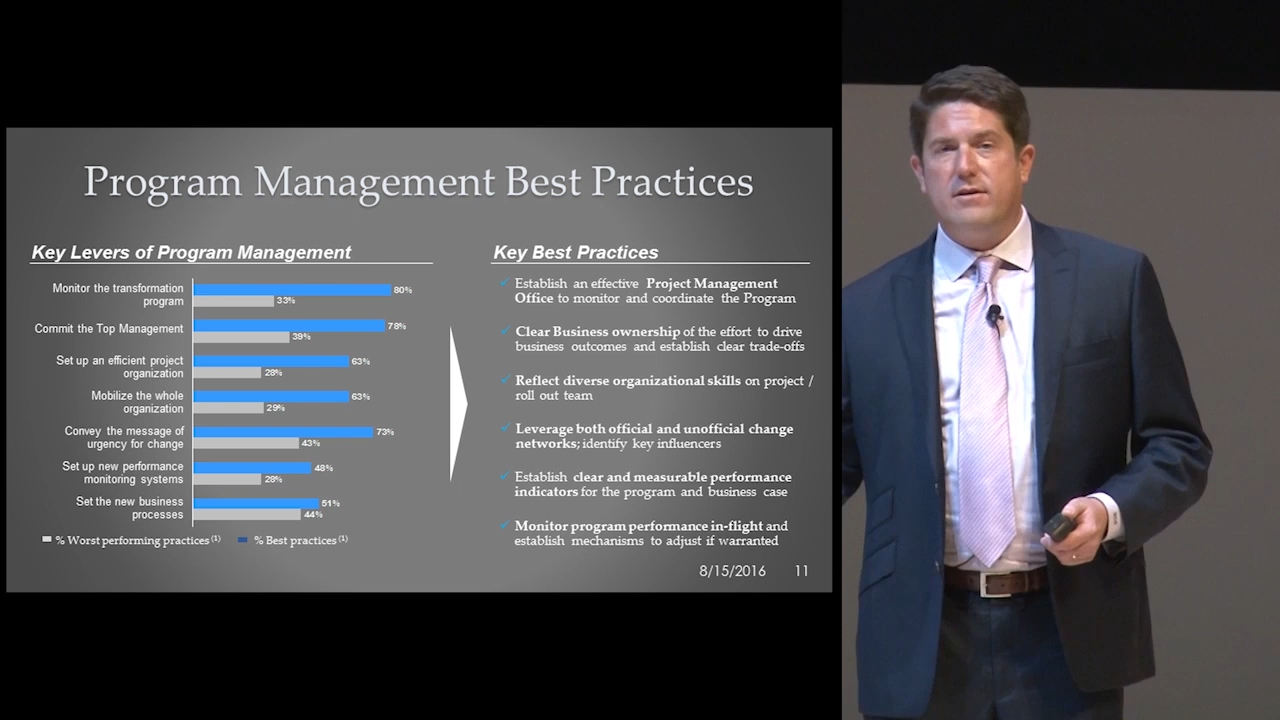 Program Management Best Practices
Key Levers of Program Management
Monitor the transformation
program
80%
33%
Commit the Top Management
78%
39%
Set up an efficient project
organization
63%
28%
Mobilize the whole
organization
63%
29%
Convey the message of
urgency for change
73%
43%
Set up new performance
monitoring systems
48%
28%
Set the new business
processes
51%
44%
% Worst performing practices (1) % Best practices (1)
Key Best Practices
Establish an effective Project Management
Office to monitor and coordinate the Program
Clear Business ownership of the effort to drive
business outcomes and establish clear trade-offs
Reflect diverse organizational skills on project /
roll out team
Leverage both official and unofficial change
networks; identify key influencers
Establish clear and measurable performance
indicators for the program and business case
Monitor program performance in-flight and
establish mechanisms to adjust if warranted
8/15/2016 11